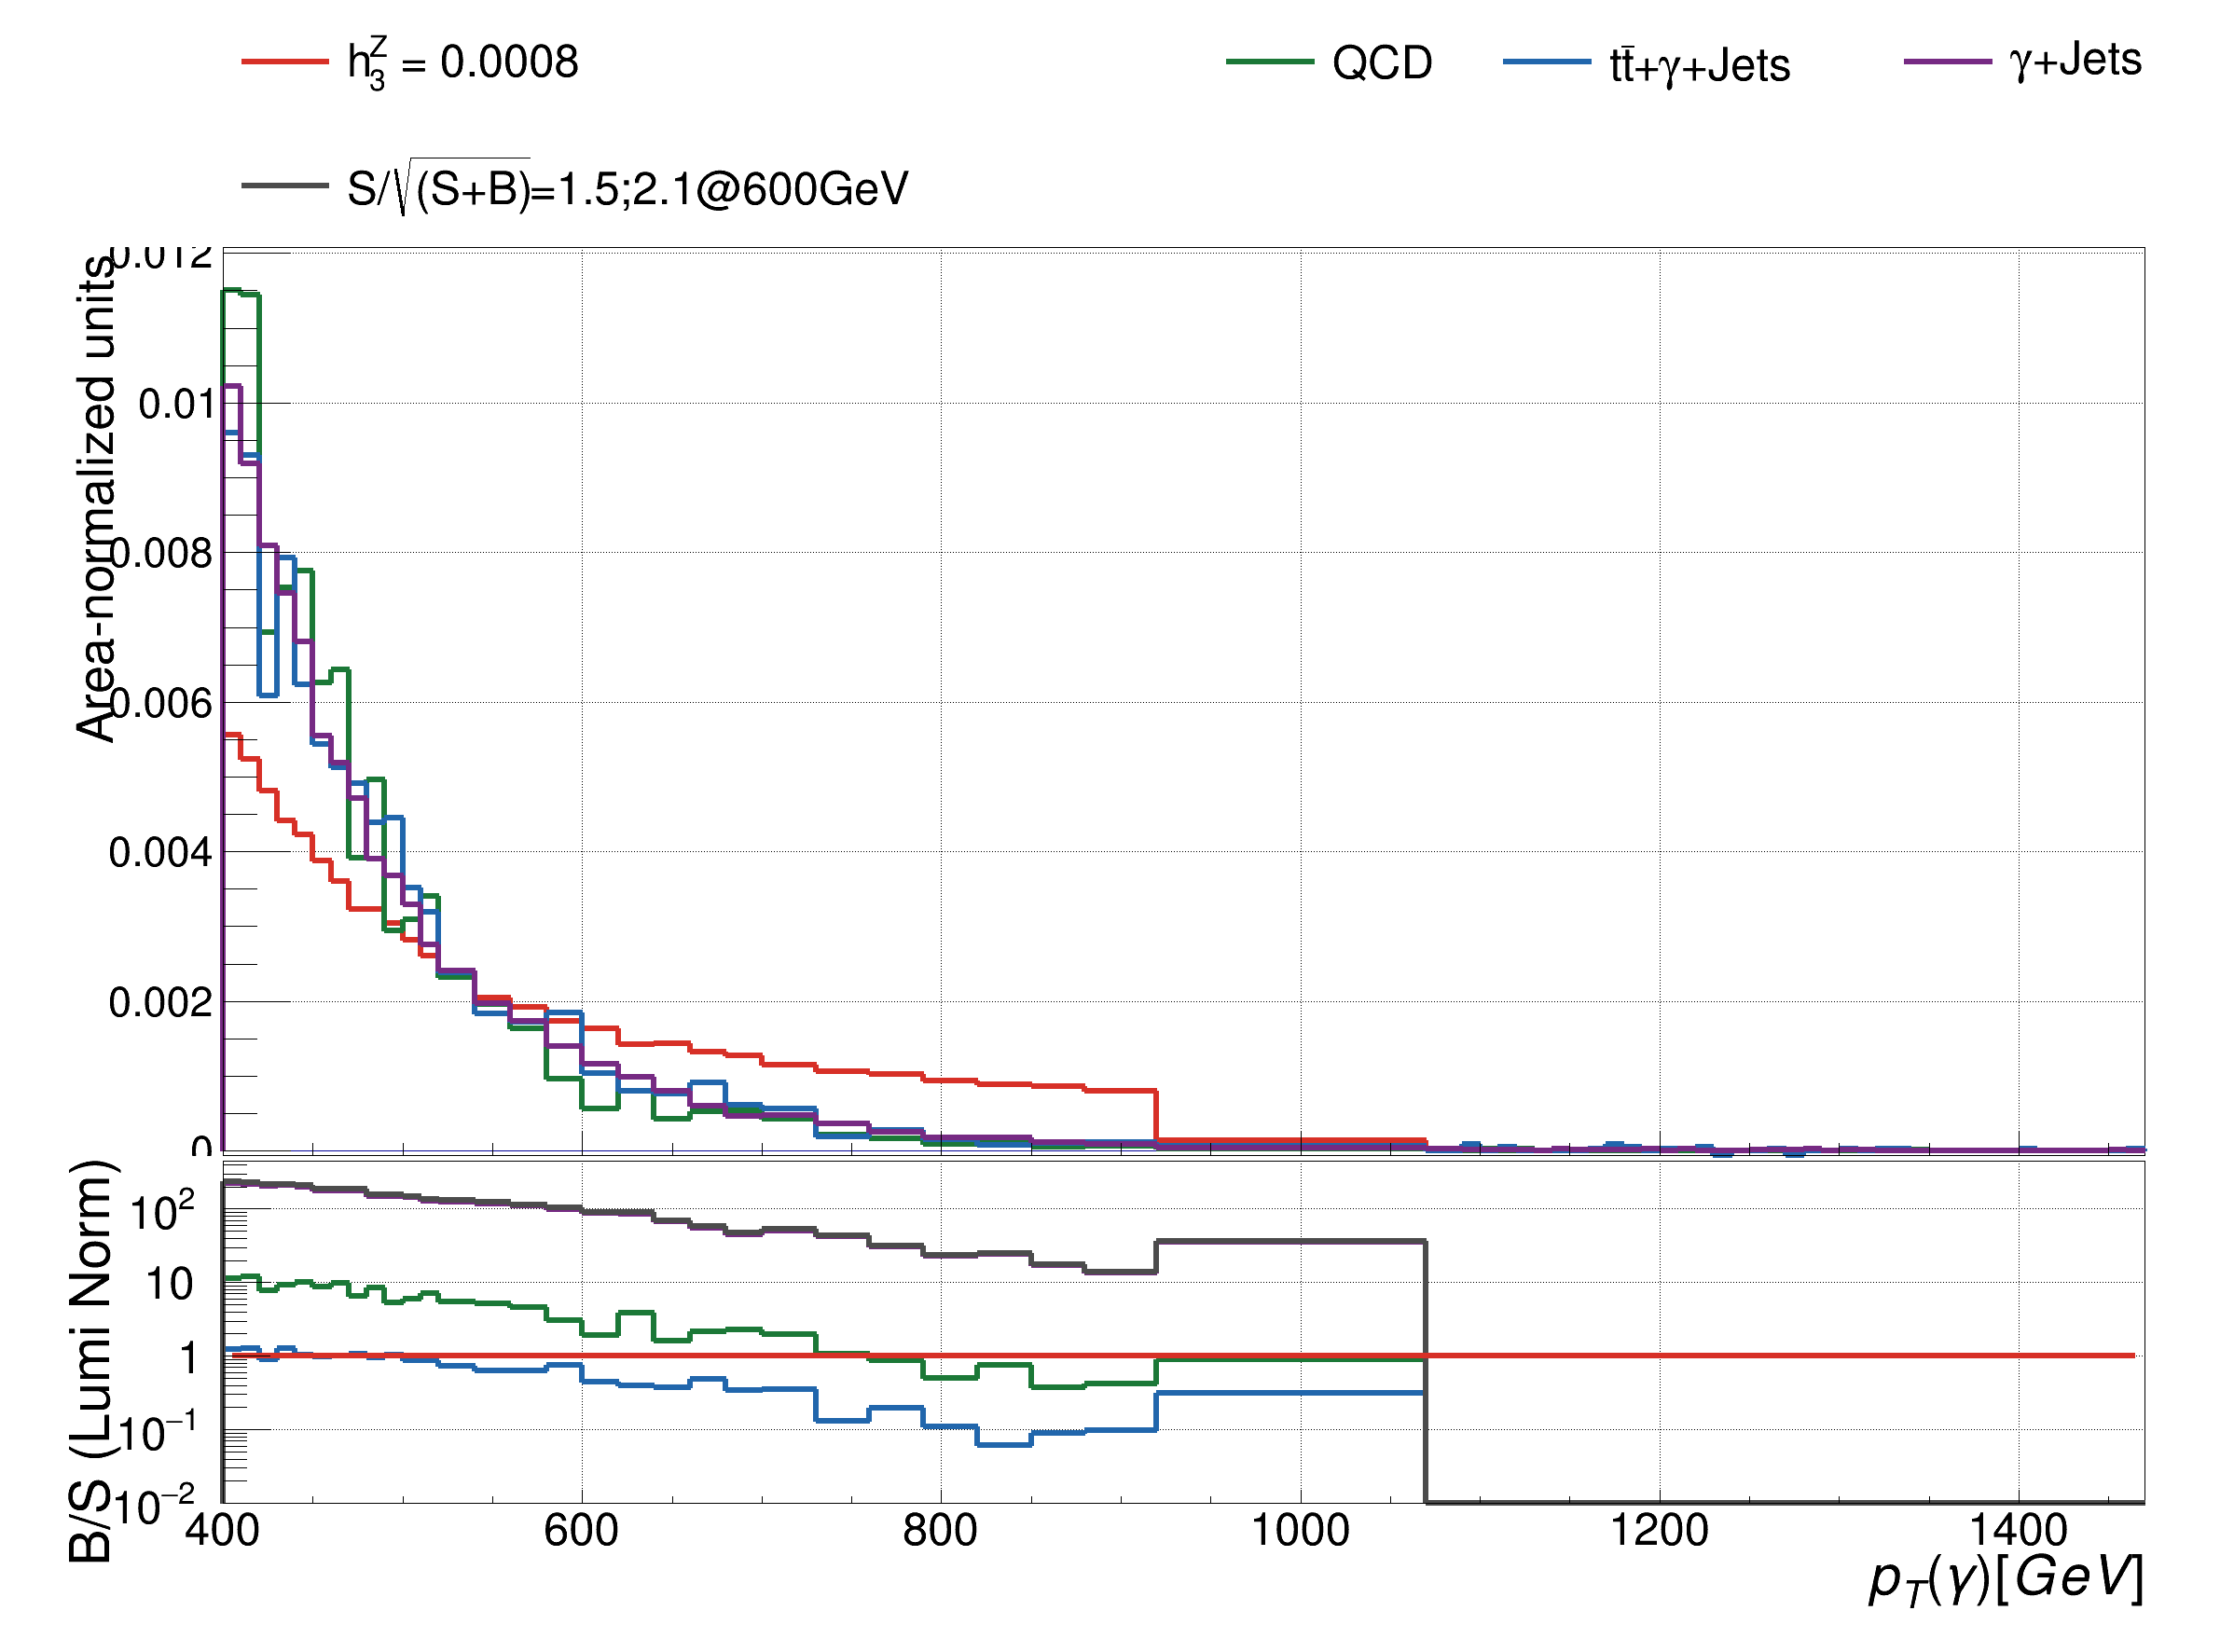 h₃ᶻ = 0.0008
QCD
tt̄+γ+Jets
γ+Jets
S/√(S+B)=1.5;2.1@600GeV
Area-normalized units
0.012
0.01
0.008
0.006
0.004
0.002
0
B/S (Lumi Norm)
10²
10
1
10⁻¹
10⁻²
400 600 800 1000 1200 1400
p_T(γ)[GeV]